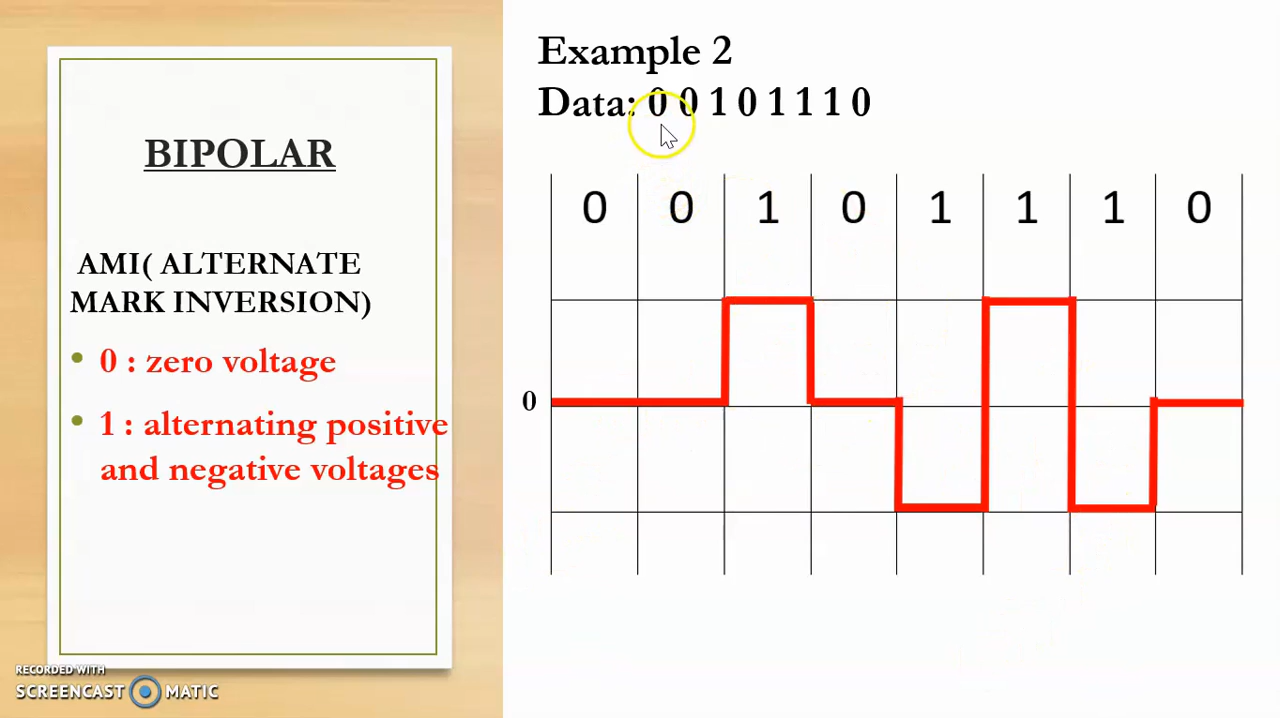 BIPOLAR
AMI( ALTERNATE
MARK INVERSION)
• 0 : zero voltage
• 1 : alternating positive
and negative voltages
Example 2
Data: 0 0 1 0 1 1 1 0
0 0 1 0 1 1 1 0
0
RECORDED WITH
SCREENCAST MATIC